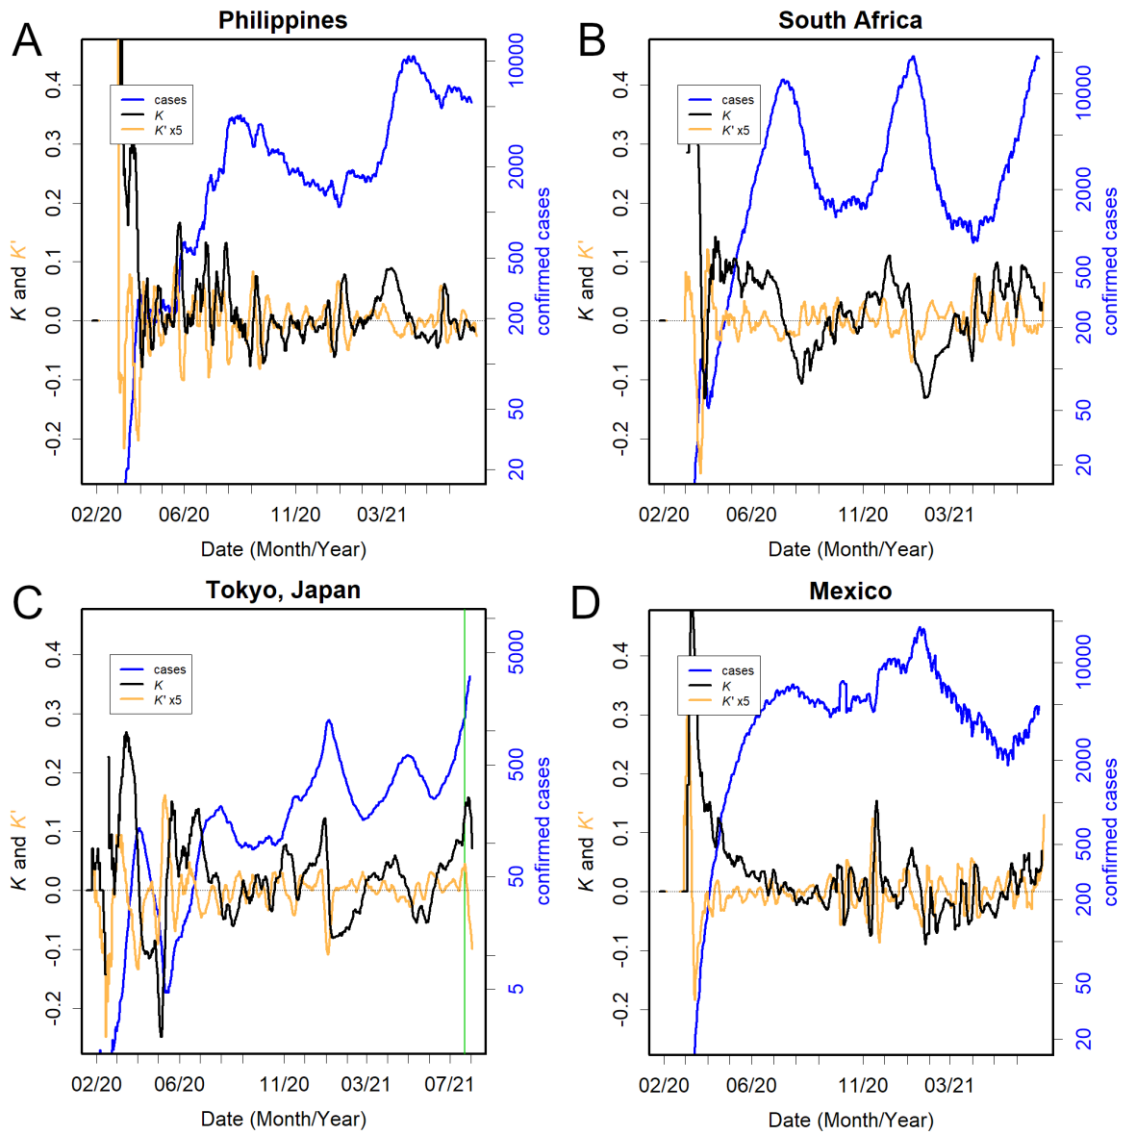 A
Philippines
K and K'
0.4
0.3
0.2
0.1
0.0
-0.1
-0.2
cases
K
K' x5
10000
2000
500
200
50
20
confirmed cases
02/20 06/20 11/20 03/21
Date (Month/Year)
B
South Africa
K and K'
0.4
0.3
0.2
0.1
0.0
-0.1
-0.2
cases
K
K' x5
10000
2000
500
200
50
20
confirmed cases
02/20 06/20 11/20 03/21
Date (Month/Year)
C
Tokyo, Japan
K and K'
0.4
0.3
0.2
0.1
0.0
-0.1
-0.2
cases
K
K' x5
5000
500
50
5
confirmed cases
02/20 06/20 11/20 03/21 07/21
Date (Month/Year)
D
Mexico
K and K'
0.4
0.3
0.2
0.1
0.0
-0.1
-0.2
cases
K
K' x5
10000
2000
500
200
50
20
confirmed cases
02/20 06/20 11/20 03/21
Date (Month/Year)